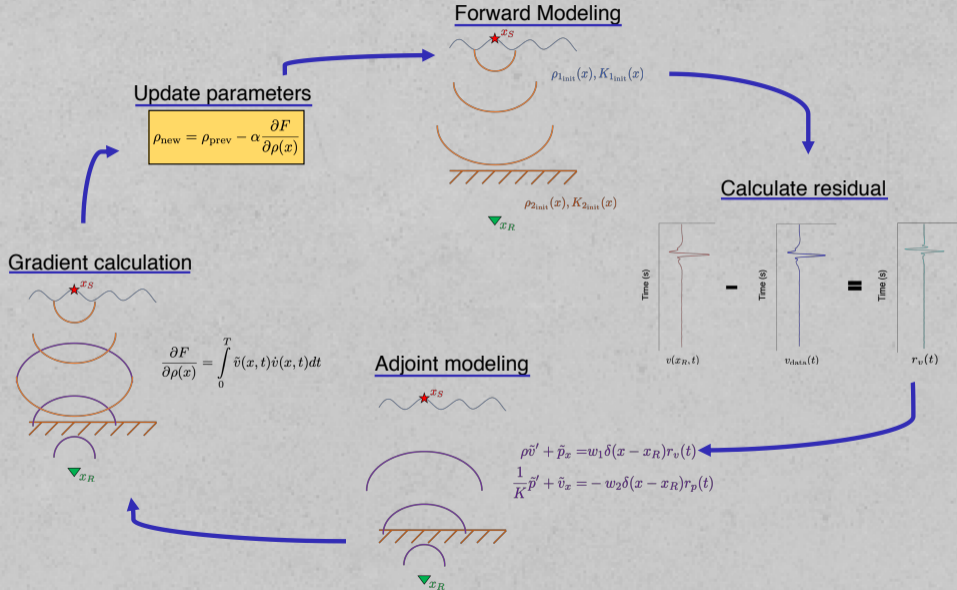 Forward Modeling
x_S
ρ_{1_init}(x), K_{1_init}(x)
ρ_{2_init}(x), K_{2_init}(x)
x_R
Update parameters
ρ_new = ρ_prev − α ∂F/∂ρ(x)
Calculate residual
Time (s)
Time (s)
Time (s)
-
=
v(x_R, t)
v_data(t)
r_v(t)
Gradient calculation
x_S
∂F/∂ρ(x) = ∫_0^T ṽ(x, t)v̇(x, t)dt
x_R
Adjoint modeling
x_S
ρṽ′ + p̃_x = w_1δ(x − x_R)r_v(t)
1/K p̃′ + ṽ_x = − w_2δ(x − x_R)r_p(t)
x_R